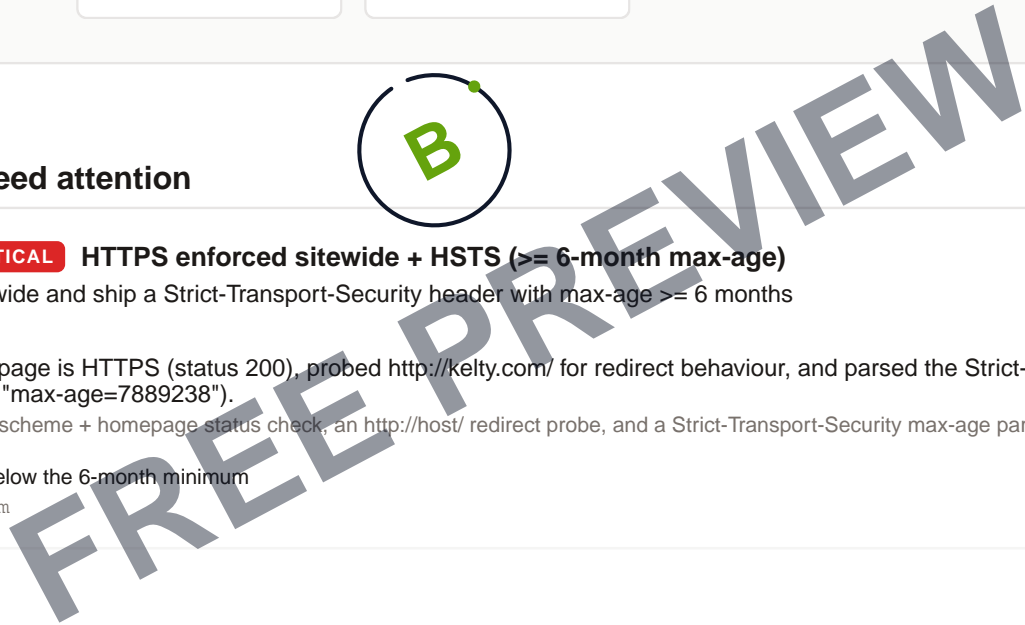 B
eed attention
TICAL HTTPS enforced sitewide + HSTS (>= 6-month max-age)
wide and ship a Strict-Transport-Security header with max-age >= 6 months
page is HTTPS (status 200), probed http://kelty.com/ for redirect behaviour, and parsed the Strict-
"max-age=7889238").
scheme + homepage status check, an http://host/ redirect probe, and a Strict-Transport-Security max-age par
elow the 6-month minimum
m
FREE PREVIEW